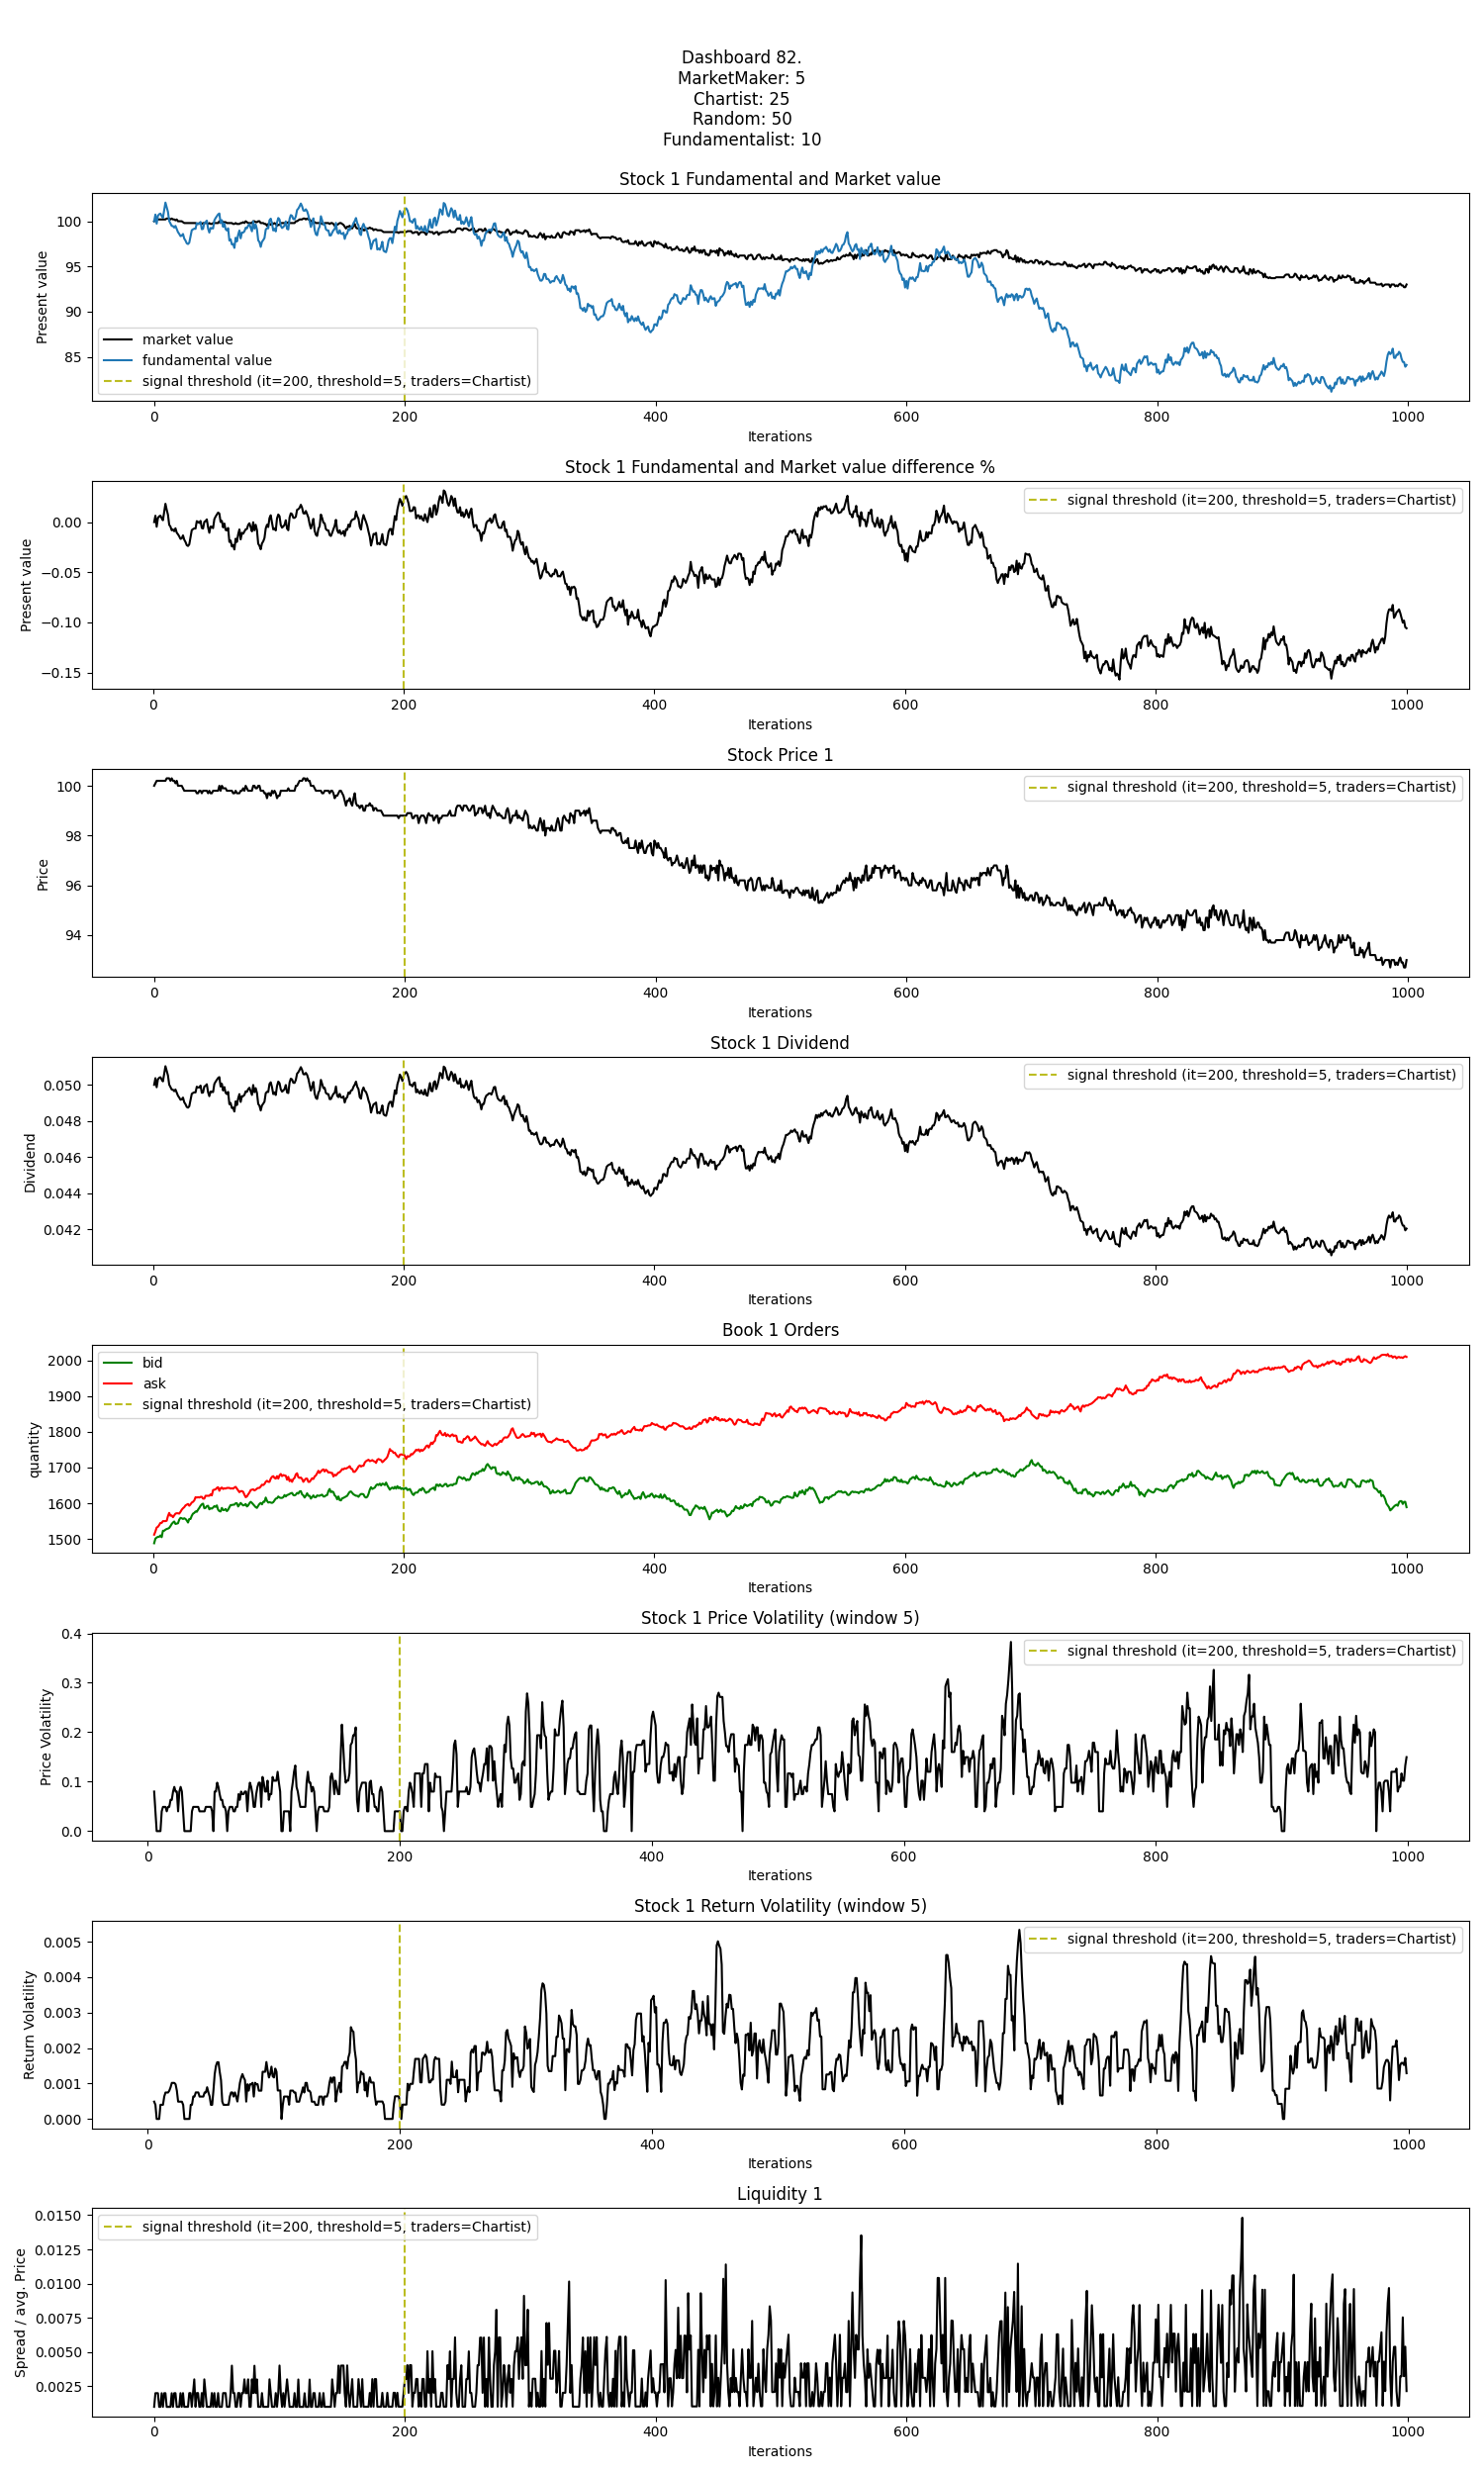 Dashboard 82.
MarketMaker: 5
Chartist: 25
Random: 50
Fundamentalist: 10
Stock 1 Fundamental and Market value
Present value
100
95
90
85
market value
fundamental value
signal threshold (it=200, threshold=5, traders=Chartist)
0 200 400 600 800 1000
Iterations
Stock 1 Fundamental and Market value difference %
Present value
0.00
−0.05
−0.10
−0.15
signal threshold (it=200, threshold=5, traders=Chartist)
0 200 400 600 800 1000
Iterations
Stock Price 1
Price
100
98
96
94
signal threshold (it=200, threshold=5, traders=Chartist)
0 200 400 600 800 1000
Iterations
Stock 1 Dividend
Dividend
0.050
0.048
0.046
0.044
0.042
signal threshold (it=200, threshold=5, traders=Chartist)
0 200 400 600 800 1000
Iterations
Book 1 Orders
quantity
2000
1900
1800
1700
1600
1500
bid
ask
signal threshold (it=200, threshold=5, traders=Chartist)
0 200 400 600 800 1000
Iterations
Stock 1 Price Volatility (window 5)
Price Volatility
0.4
0.3
0.2
0.1
0.0
signal threshold (it=200, threshold=5, traders=Chartist)
0 200 400 600 800 1000
Iterations
Stock 1 Return Volatility (window 5)
Return Volatility
0.005
0.004
0.003
0.002
0.001
0.000
signal threshold (it=200, threshold=5, traders=Chartist)
0 200 400 600 800 1000
Iterations
Liquidity 1
Spread / avg. Price
0.0150
0.0125
0.0100
0.0075
0.0050
0.0025
signal threshold (it=200, threshold=5, traders=Chartist)
0 200 400 600 800 1000
Iterations